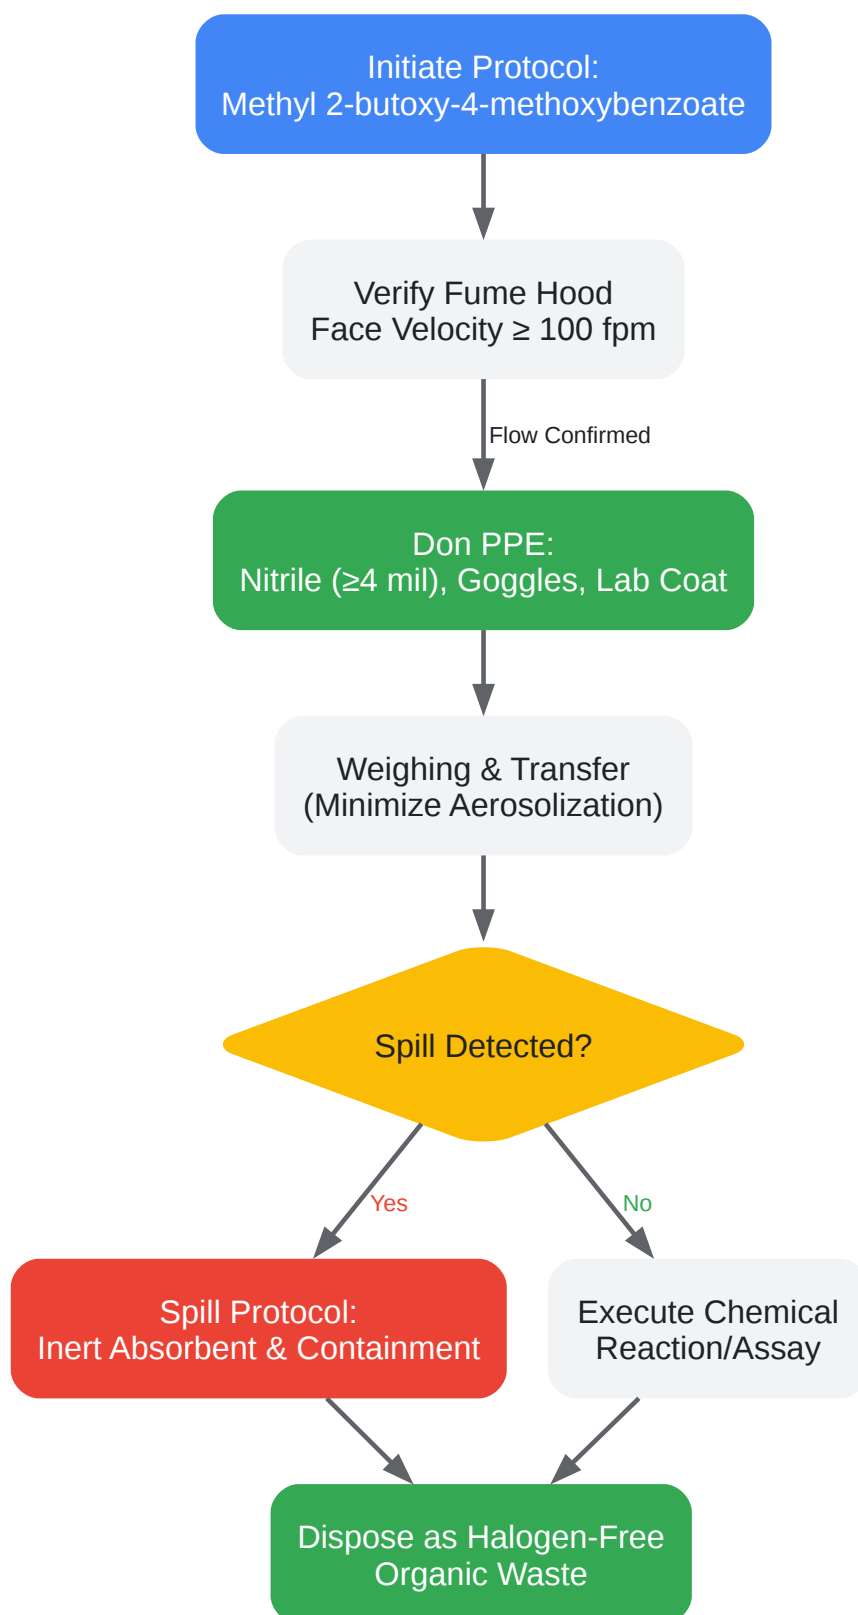 Initiate Protocol:
Methyl 2-butoxy-4-methoxybenzoate
Verify Fume Hood
Face Velocity ≥ 100 fpm
Flow Confirmed
Don PPE:
Nitrile (≥4 mil), Goggles, Lab Coat
Weighing & Transfer
(Minimize Aerosolization)
Spill Detected?
Yes
No
Spill Protocol:
Inert Absorbent & Containment
Execute Chemical
Reaction/Assay
Dispose as Halogen-Free
Organic Waste